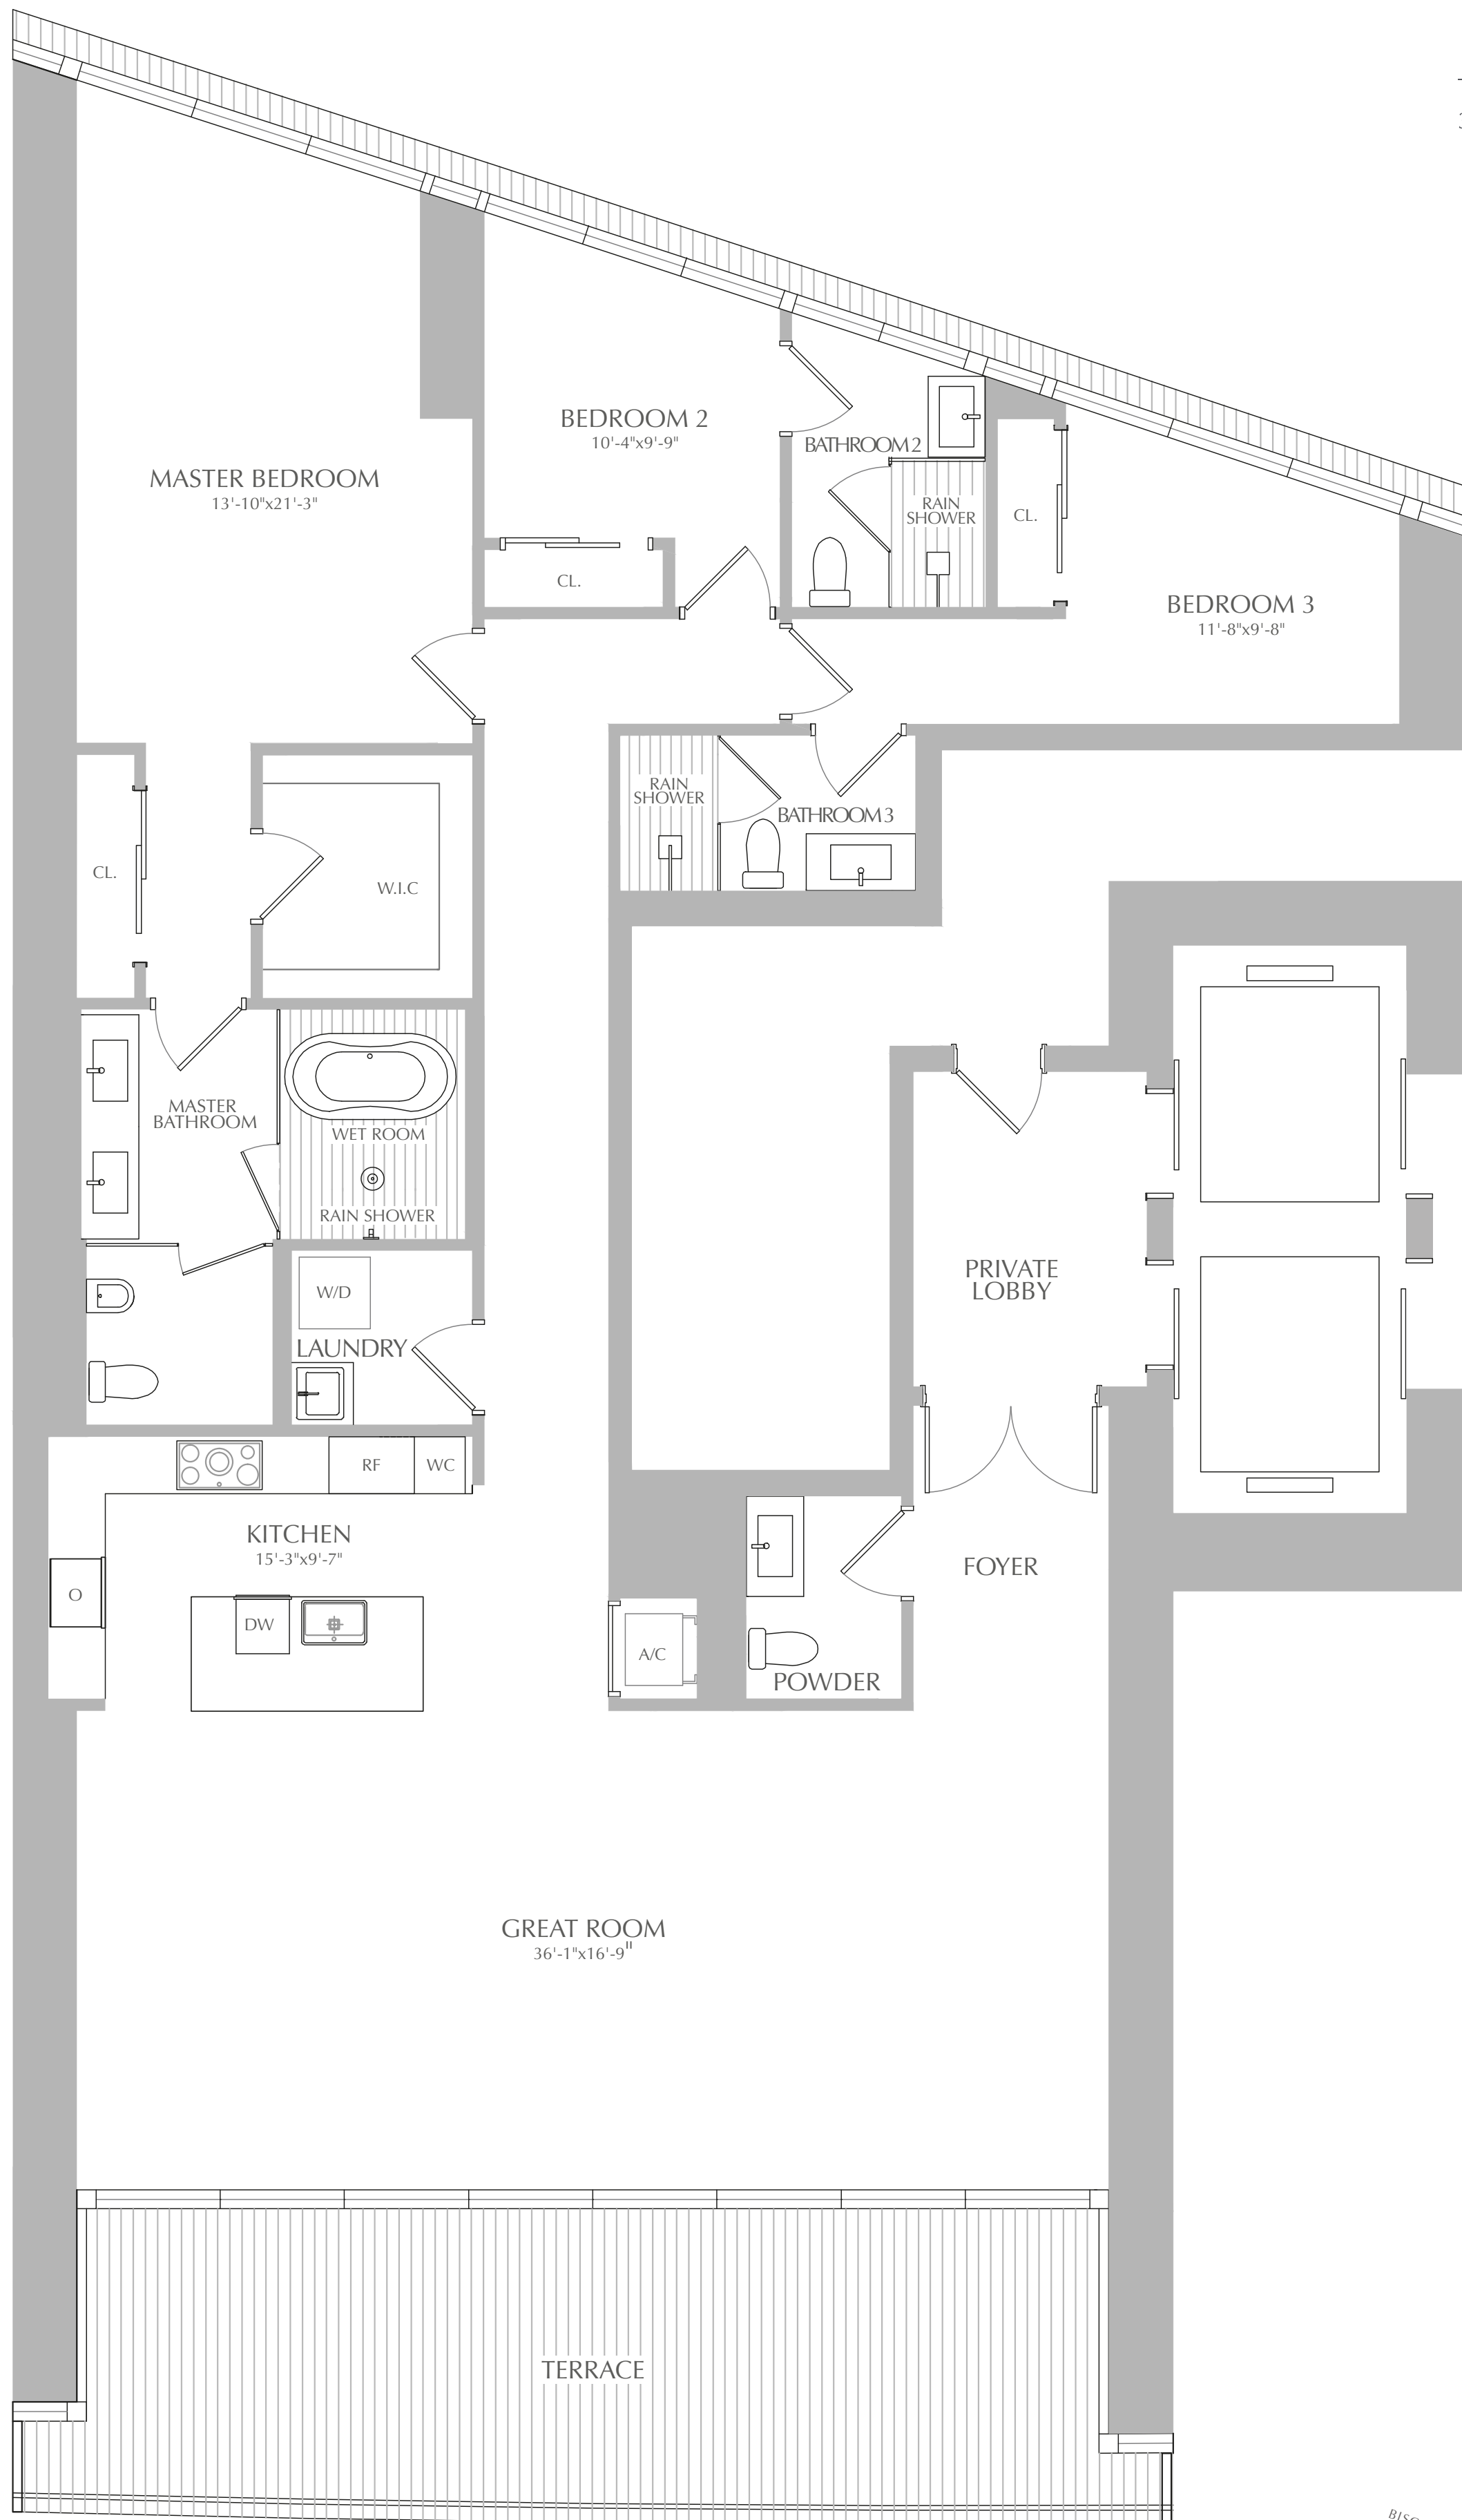 BEDROOM 2
10'-4"x9'-9"
BATHROOM 2
MASTER BEDROOM
13'-10"x21'-3"
RAIN
SHOWER
CL.
CL.
BEDROOM 3
11'-8"x9'-8"
RAIN
SHOWER
BATHROOM 3
CL.
W.I.C
MASTER
BATHROOM
WET ROOM
RAIN SHOWER
PRIVATE
LOBBY
W/D
LAUNDRY
RF
WC
KITCHEN
15'-3"x9'-7"
FOYER
O
DW
A/C
POWDER
GREAT ROOM
36'-1"x16'-9"
TERRACE